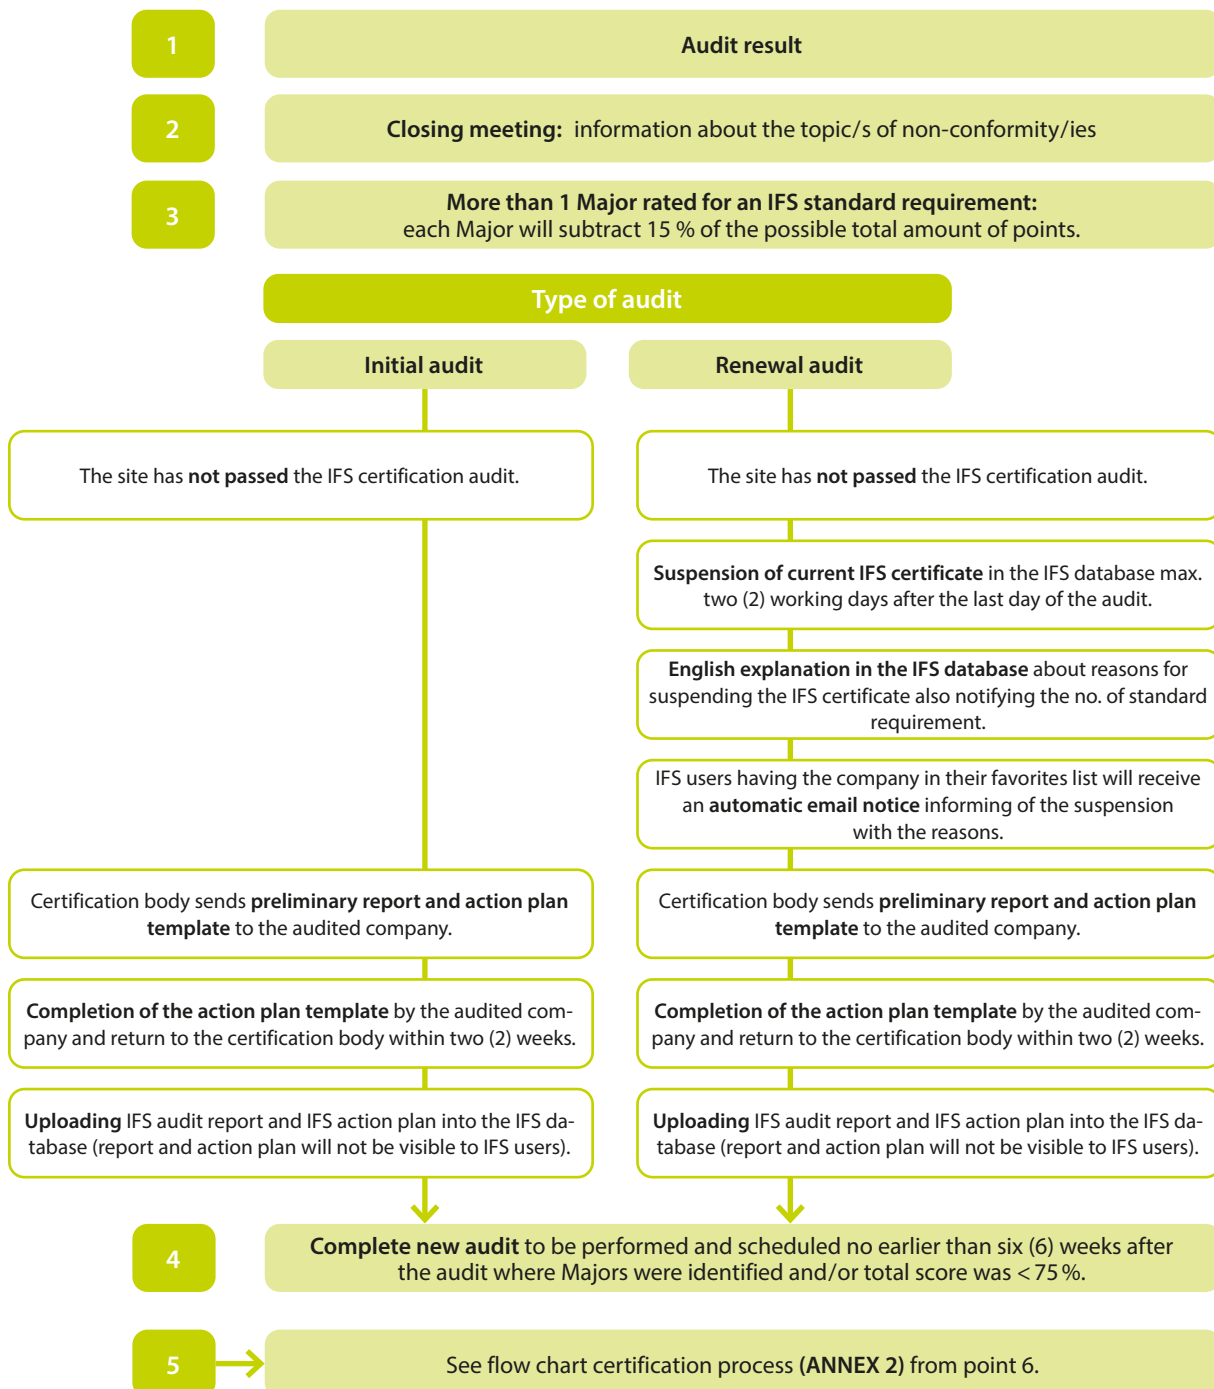 1
Audit result
2
Closing meeting: information about the topic/s of non-conformity/ies
3
More than 1 Major rated for an IFS standard requirement:
each Major will subtract 15 % of the possible total amount of points.
Type of audit
Initial audit
Renewal audit
The site has not passed the IFS certification audit.
The site has not passed the IFS certification audit.
Suspension of current IFS certificate in the IFS database max.
two (2) working days after the last day of the audit.
English explanation in the IFS database about reasons for
suspending the IFS certificate also notifying the no. of standard
requirement.
IFS users having the company in their favorites list will receive
an automatic email notice informing of the suspension
with the reasons.
Certification body sends preliminary report and action plan
template to the audited company.
Certification body sends preliminary report and action plan
template to the audited company.
Completion of the action plan template by the audited com-
pany and return to the certification body within two (2) weeks.
Completion of the action plan template by the audited com-
pany and return to the certification body within two (2) weeks.
Uploading IFS audit report and IFS action plan into the IFS da-
tabase (report and action plan will not be visible to IFS users).
Uploading IFS audit report and IFS action plan into the IFS da-
tabase (report and action plan will not be visible to IFS users).
4
Complete new audit to be performed and scheduled no earlier than six (6) weeks after
the audit where Majors were identified and/or total score was < 75 %.
5
See flow chart certification process (ANNEX 2) from point 6.